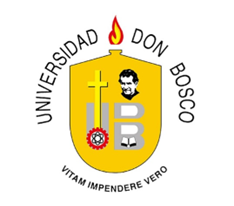 UNIVERSIDAD DON BOSCO
UDB
VITAM IMPENDERE VERO